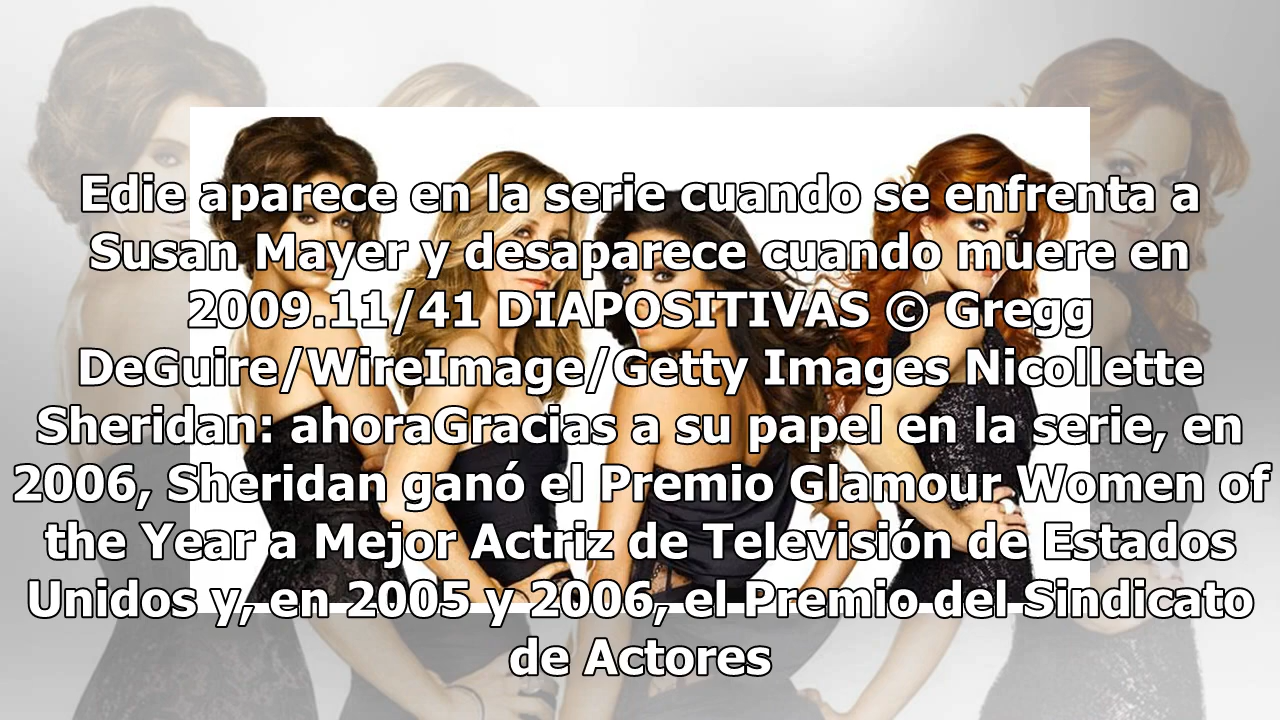 Edie aparece en la serie cuando se enfrenta a
Susan Mayer y desaparece cuando muere en
2009.11/41 DIAPOSITIVAS © Gregg
DeGuire/WireImage/Getty Images Nicollette
Sheridan: ahoraGracias a su papel en la serie, en
2006, Sheridan ganó el Premio Glamour Women of
the Year a Mejor Actriz de Televisión de Estados
Unidos y, en 2005 y 2006, el Premio del Sindicato
de Actores